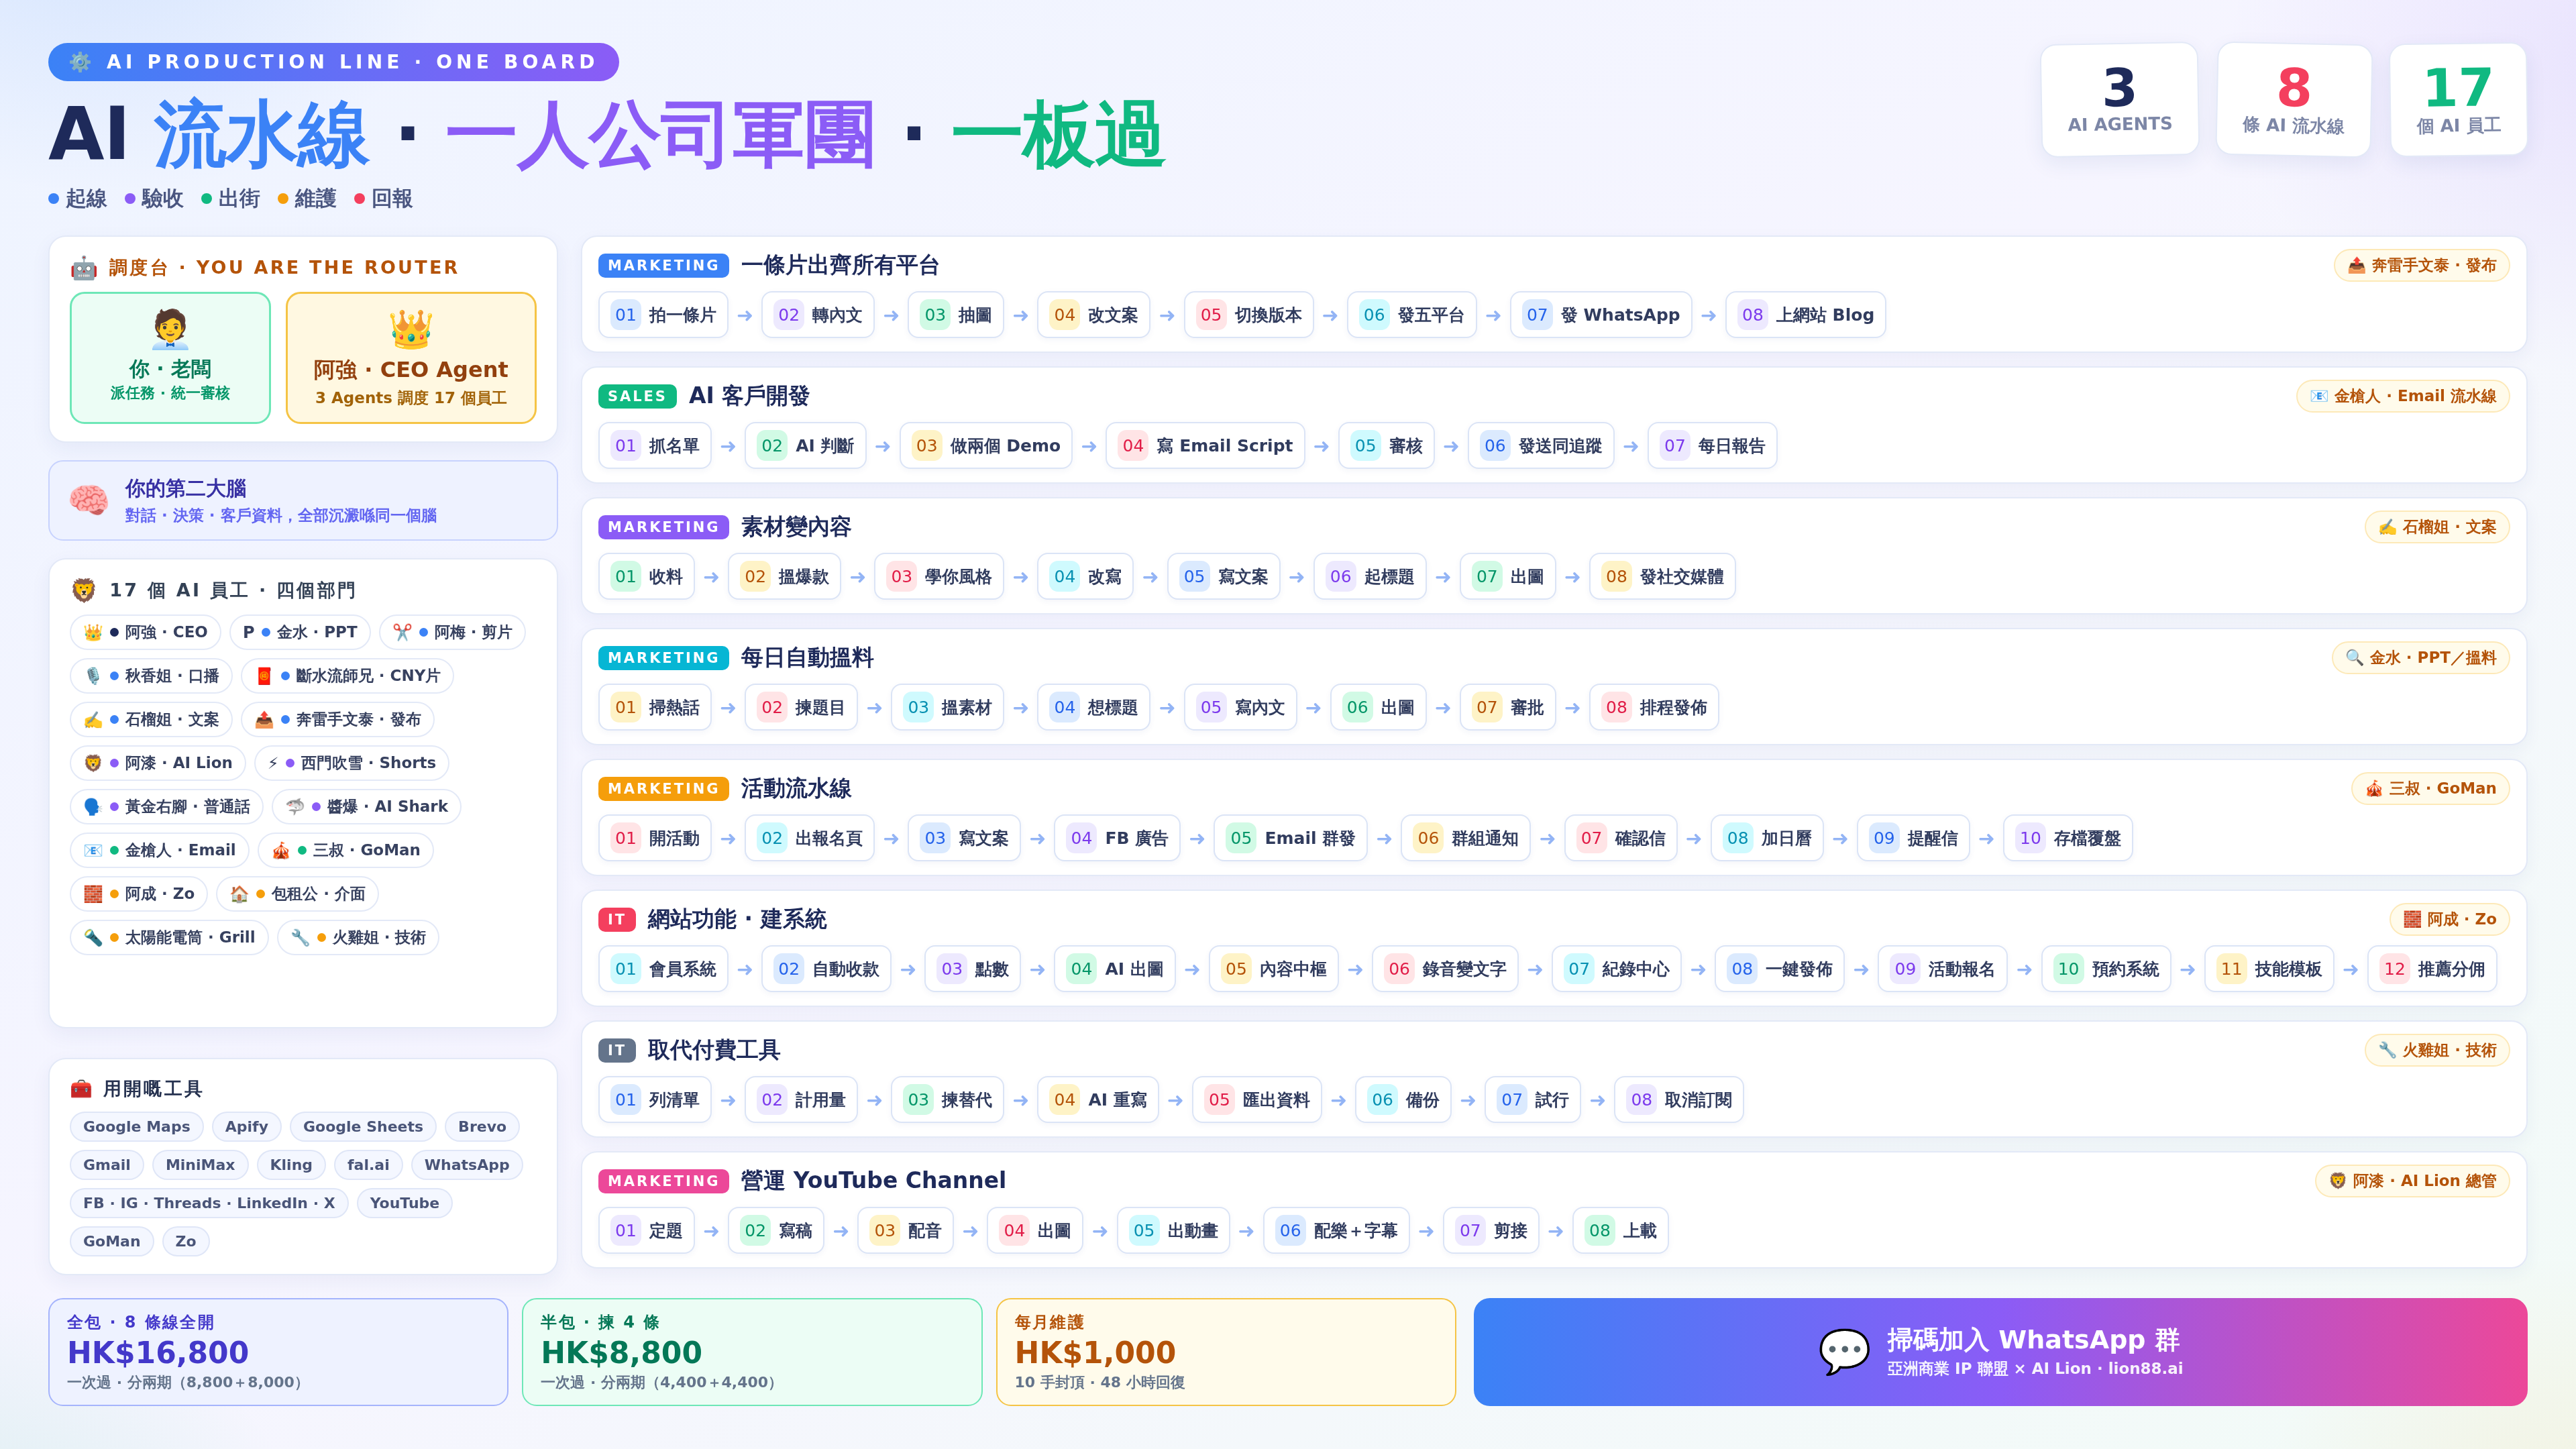 AI PRODUCTION LINE · ONE BOARD
AI 流水線 · 一人公司軍團 · 一板過
起線 驗收 出街 維護 回報
3
AI AGENTS
8
條 AI 流水線
17
個 AI 員工
調度台 · YOU ARE THE ROUTER
你 · 老闆
派任務 · 統一審核
阿強 · CEO Agent
3 Agents 調度 17 個員工
你的第二大腦
對話 · 決策 · 客戶資料，全部沉澱喺同一個腦
17 個 AI 員工 · 四個部門
阿強 · CEO
P 金水 · PPT
阿梅 · 剪片
秋香姐 · 口播
斷水流師兄 · CNY片
石榴姐 · 文案
奔雷手文泰 · 發布
阿漆 · AI Lion
西門吹雪 · Shorts
黃金右腳 · 普通話
醬爆 · AI Shark
金槍人 · Email
三叔 · GoMan
阿成 · Zo
包租公 · 介面
太陽能電筒 · Grill
火雞姐 · 技術
用開嘅工具
Google Maps
Apify
Google Sheets
Brevo
Gmail
MiniMax
Kling
fal.ai
WhatsApp
FB · IG · Threads · LinkedIn · X
YouTube
GoMan
Zo
MARKETING 一條片出齊所有平台
奔雷手文泰 · 發布
01 拍一條片 → 02 轉內文 → 03 抽圖 → 04 改文案 → 05 切換版本 → 06 發五平台 → 07 發 WhatsApp → 08 上網站 Blog
SALES AI 客戶開發
金槍人 · Email 流水線
01 抓名單 → 02 AI 判斷 → 03 做兩個 Demo → 04 寫 Email Script → 05 審核 → 06 發送同追蹤 → 07 每日報告
MARKETING 素材變內容
石榴姐 · 文案
01 收料 → 02 搵爆款 → 03 學你風格 → 04 改寫 → 05 寫文案 → 06 起標題 → 07 出圖 → 08 發社交媒體
MARKETING 每日自動搵料
金水 · PPT／搵料
01 掃熱話 → 02 揀題目 → 03 搵素材 → 04 想標題 → 05 寫內文 → 06 出圖 → 07 審批 → 08 排程發佈
MARKETING 活動流水線
三叔 · GoMan
01 開活動 → 02 出報名頁 → 03 寫文案 → 04 FB 廣告 → 05 Email 群發 → 06 群組通知 → 07 確認信 → 08 加日曆 → 09 提醒信 → 10 存檔覆盤
IT 網站功能 · 建系統
阿成 · Zo
01 會員系統 → 02 自動收款 → 03 點數 → 04 AI 出圖 → 05 內容中樞 → 06 錄音變文字 → 07 紀錄中心 → 08 一鍵發佈 → 09 活動報名 → 10 預約系統 → 11 技能模板 → 12 推薦分佣
IT 取代付費工具
火雞姐 · 技術
01 列清單 → 02 計用量 → 03 揀替代 → 04 AI 重寫 → 05 匯出資料 → 06 備份 → 07 試行 → 08 取消訂閱
MARKETING 營運 YouTube Channel
阿漆 · AI Lion 總管
01 定題 → 02 寫稿 → 03 配音 → 04 出圖 → 05 出動畫 → 06 配樂＋字幕 → 07 剪接 → 08 上載
全包 · 8 條線全開
HK$16,800
一次過 · 分兩期（8,800＋8,000）
半包 · 揀 4 條
HK$8,800
一次過 · 分兩期（4,400＋4,400）
每月維護
HK$1,000
10 手封頂 · 48 小時回復
掃碼加入 WhatsApp 群
亞洲商業 IP 聯盟 × AI Lion · lion88.ai